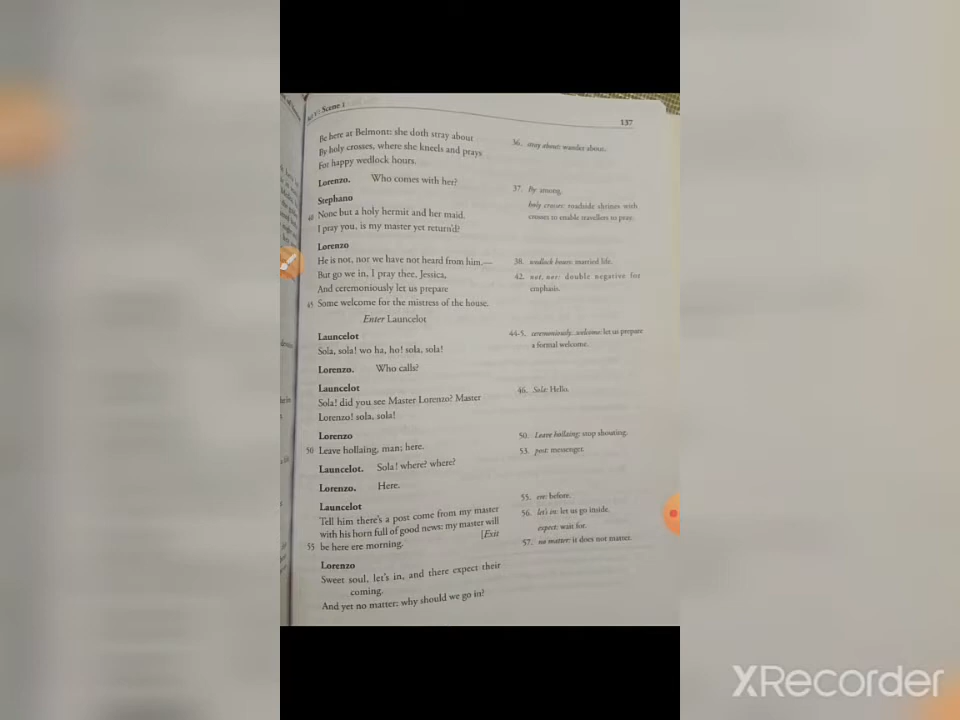 Act V: Scene 1
137
Be here at Belmont: she doth stray about
By holy crosses, where she kneels and prays
For happy wedlock hours.
Lorenzo. Who comes with her?
Stephano
40 None but a holy hermit and her maid.
I pray you, is my master yet return'd?
Lorenzo
He is not, nor we have not heard from him.—
But go we in, I pray thee, Jessica,
And ceremoniously let us prepare
45 Some welcome for the mistress of the house.
Enter Launcelot
Launcelot
Sola, sola! wo ha, ho! sola, sola!
Lorenzo. Who calls?
Launcelot
Sola! did you see Master Lorenzo? Master
Lorenzo! sola, sola!
Lorenzo
50 Leave hollaing, man; here.
Launcelot. Sola! where? where?
Lorenzo. Here.
Launcelot
Tell him there's a post come from my master
with his horn full of good news: my master will
55 be here ere morning. [Exit
Lorenzo
Sweet soul, let's in, and there expect their
coming.
And yet no matter: why should we go in?
36. stray about: wander about.
37. By among,
holy crosses: roadside shrines with
crosses to enable travellers to pray.
38. wedlock hours: married life.
42. not, nor: double negative for
emphasis.
44-5. ceremoniously...welcome: let us prepare
a formal welcome.
46. Sola: Hello.
50. Leave hollaing: stop shouting.
53. post: messenger.
55. ere: before.
56. let's in: let us go inside.
expect: wait for.
57. no matter: it does not matter.
XRecorder